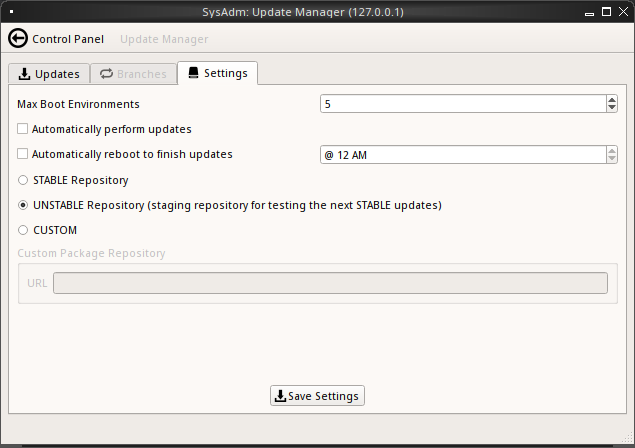 SysAdm: Update Manager (127.0.0.1)
Control Panel Update Manager
Updates Branches Settings
Max Boot Environments 5
Automatically perform updates
Automatically reboot to finish updates @ 12 AM
STABLE Repository
UNSTABLE Repository (staging repository for testing the next STABLE updates)
CUSTOM
Custom Package Repository
URL
Save Settings